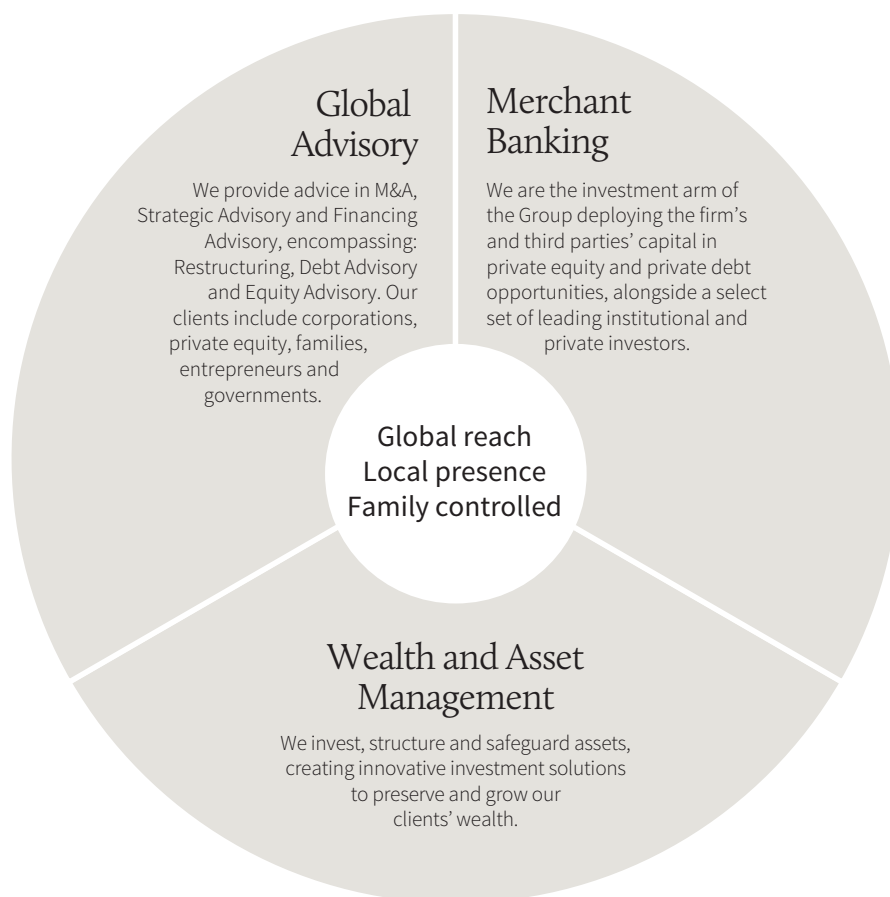 Global
Advisory
We provide advice in M&A,
Strategic Advisory and Financing
Advisory, encompassing:
Restructuring, Debt Advisory
and Equity Advisory. Our
clients include corporations,
private equity, families,
entrepreneurs and
governments.
Merchant
Banking
We are the investment arm of
the Group deploying the firm’s
and third parties’ capital in
private equity and private debt
opportunities, alongside a select
set of leading institutional and
private investors.
Global reach
Local presence
Family controlled
Wealth and Asset
Management
We invest, structure and safeguard assets,
creating innovative investment solutions
to preserve and grow our
clients’ wealth.